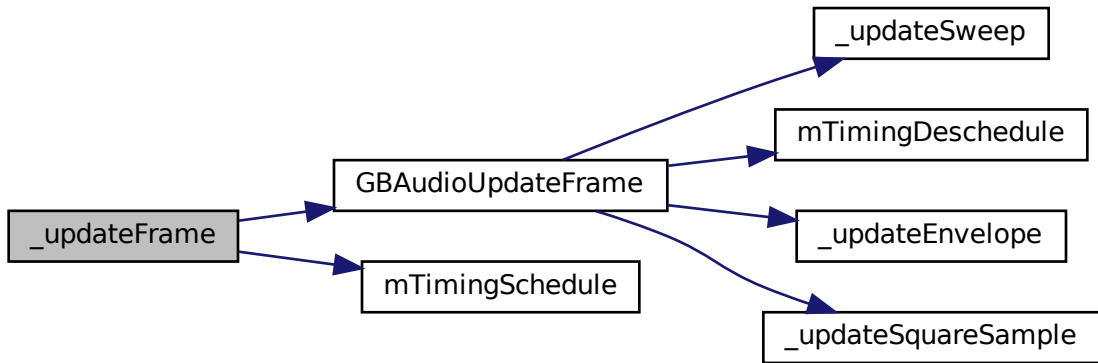 _updateSweep
mTimingDeschedule
GBAudioUpdateFrame
_updateFrame
_updateEnvelope
mTimingSchedule
_updateSquareSample